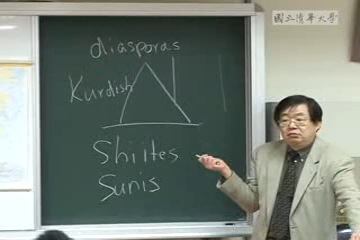 國立清華大學
diasporas
Kurdish
Shiites
Sunis